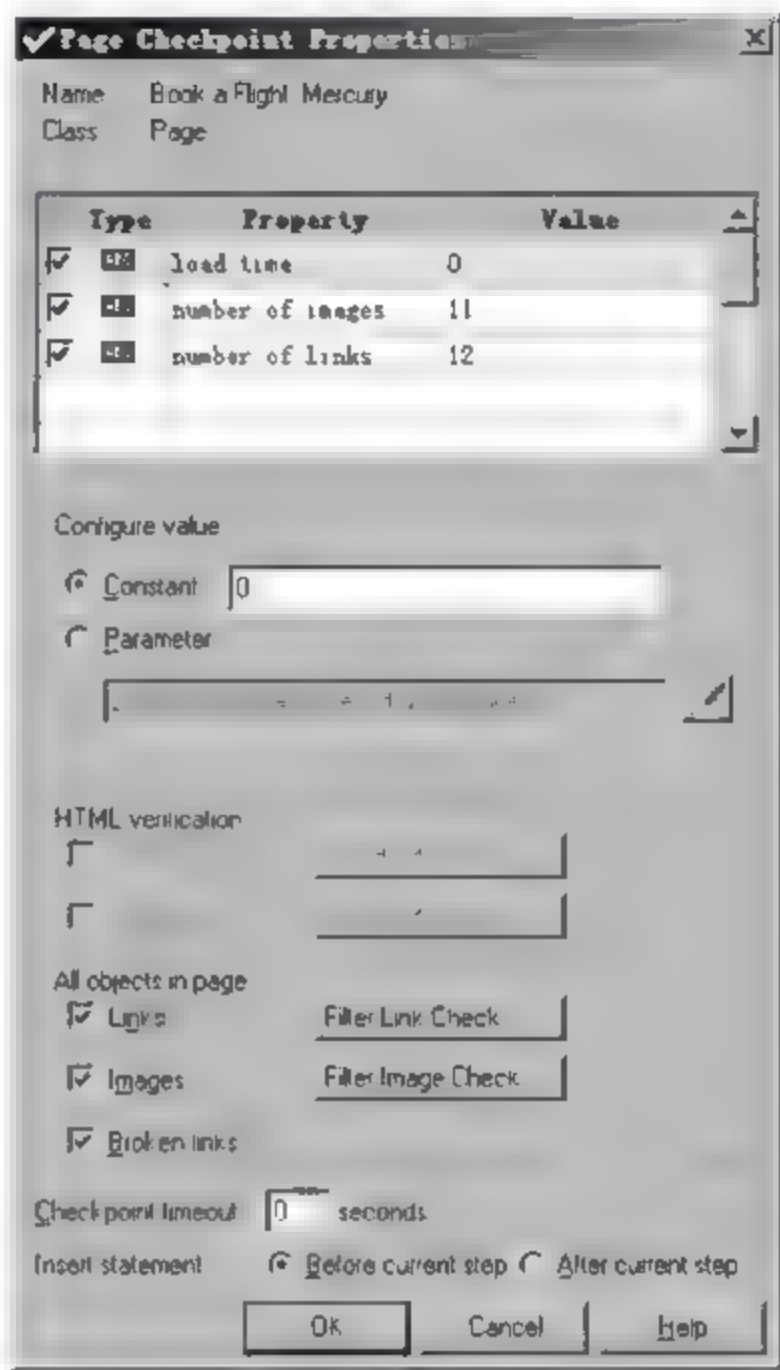 Page Checkpoint Properties
Name Book a Flight Mercury
Class Page
Type Property Value
load time 0
number of images 11
number of links 12
Configure value
Constant 0
Parameter
HTML verification
All objects in page
Links Filter Link Check
Images Filter Image Check
Broken links
Checkpoint timeout 0 seconds
Insert statement Before current step After current step
OK Cancel Help